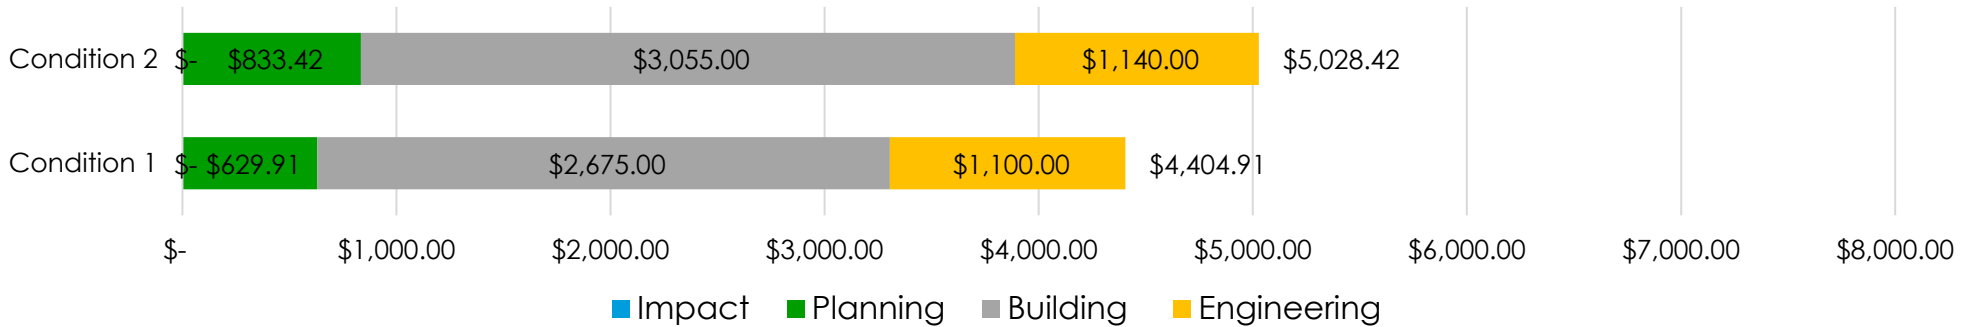 Condition 2 $- $833.42 $3,055.00 $1,140.00 $5,028.42
Condition 1 $- $629.91 $2,675.00 $1,100.00 $4,404.91
$- $1,000.00 $2,000.00 $3,000.00 $4,000.00 $5,000.00 $6,000.00 $7,000.00 $8,000.00
Impact Planning Building Engineering